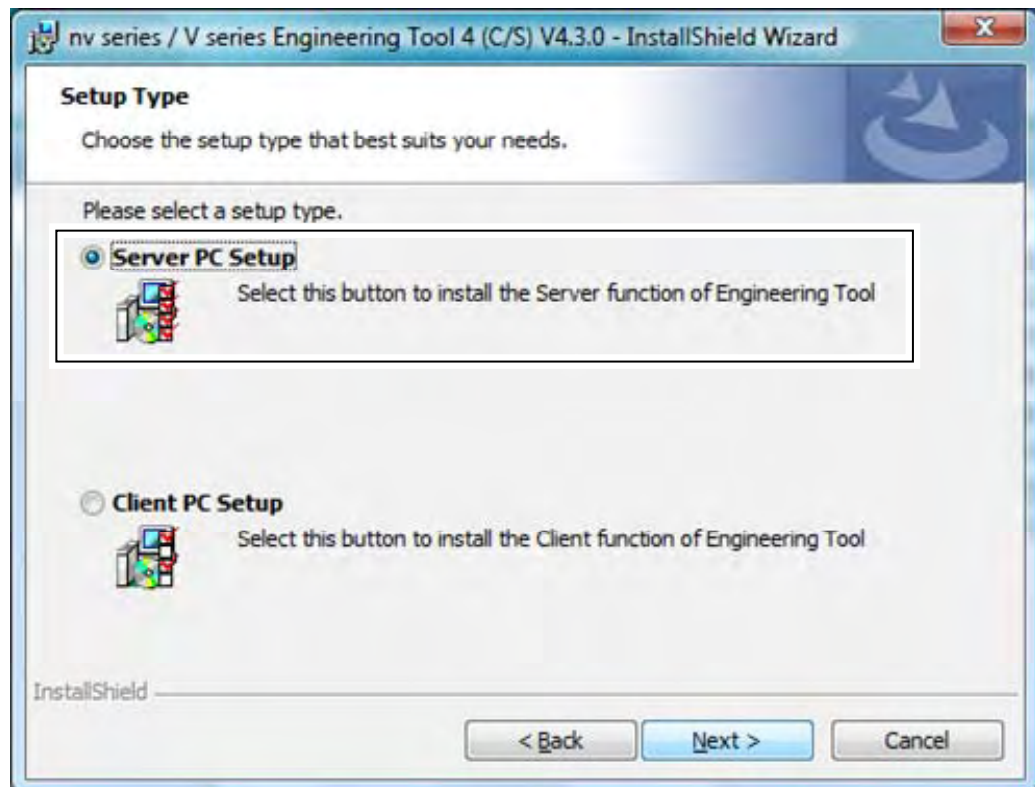 nv series / V series Engineering Tool 4 (C/S) V4.3.0 - InstallShield Wizard
Setup Type
Choose the setup type that best suits your needs.
Please select a setup type.
Server PC Setup
Select this button to install the Server function of Engineering Tool
Client PC Setup
Select this button to install the Client function of Engineering Tool
InstallShield
< Back Next > Cancel